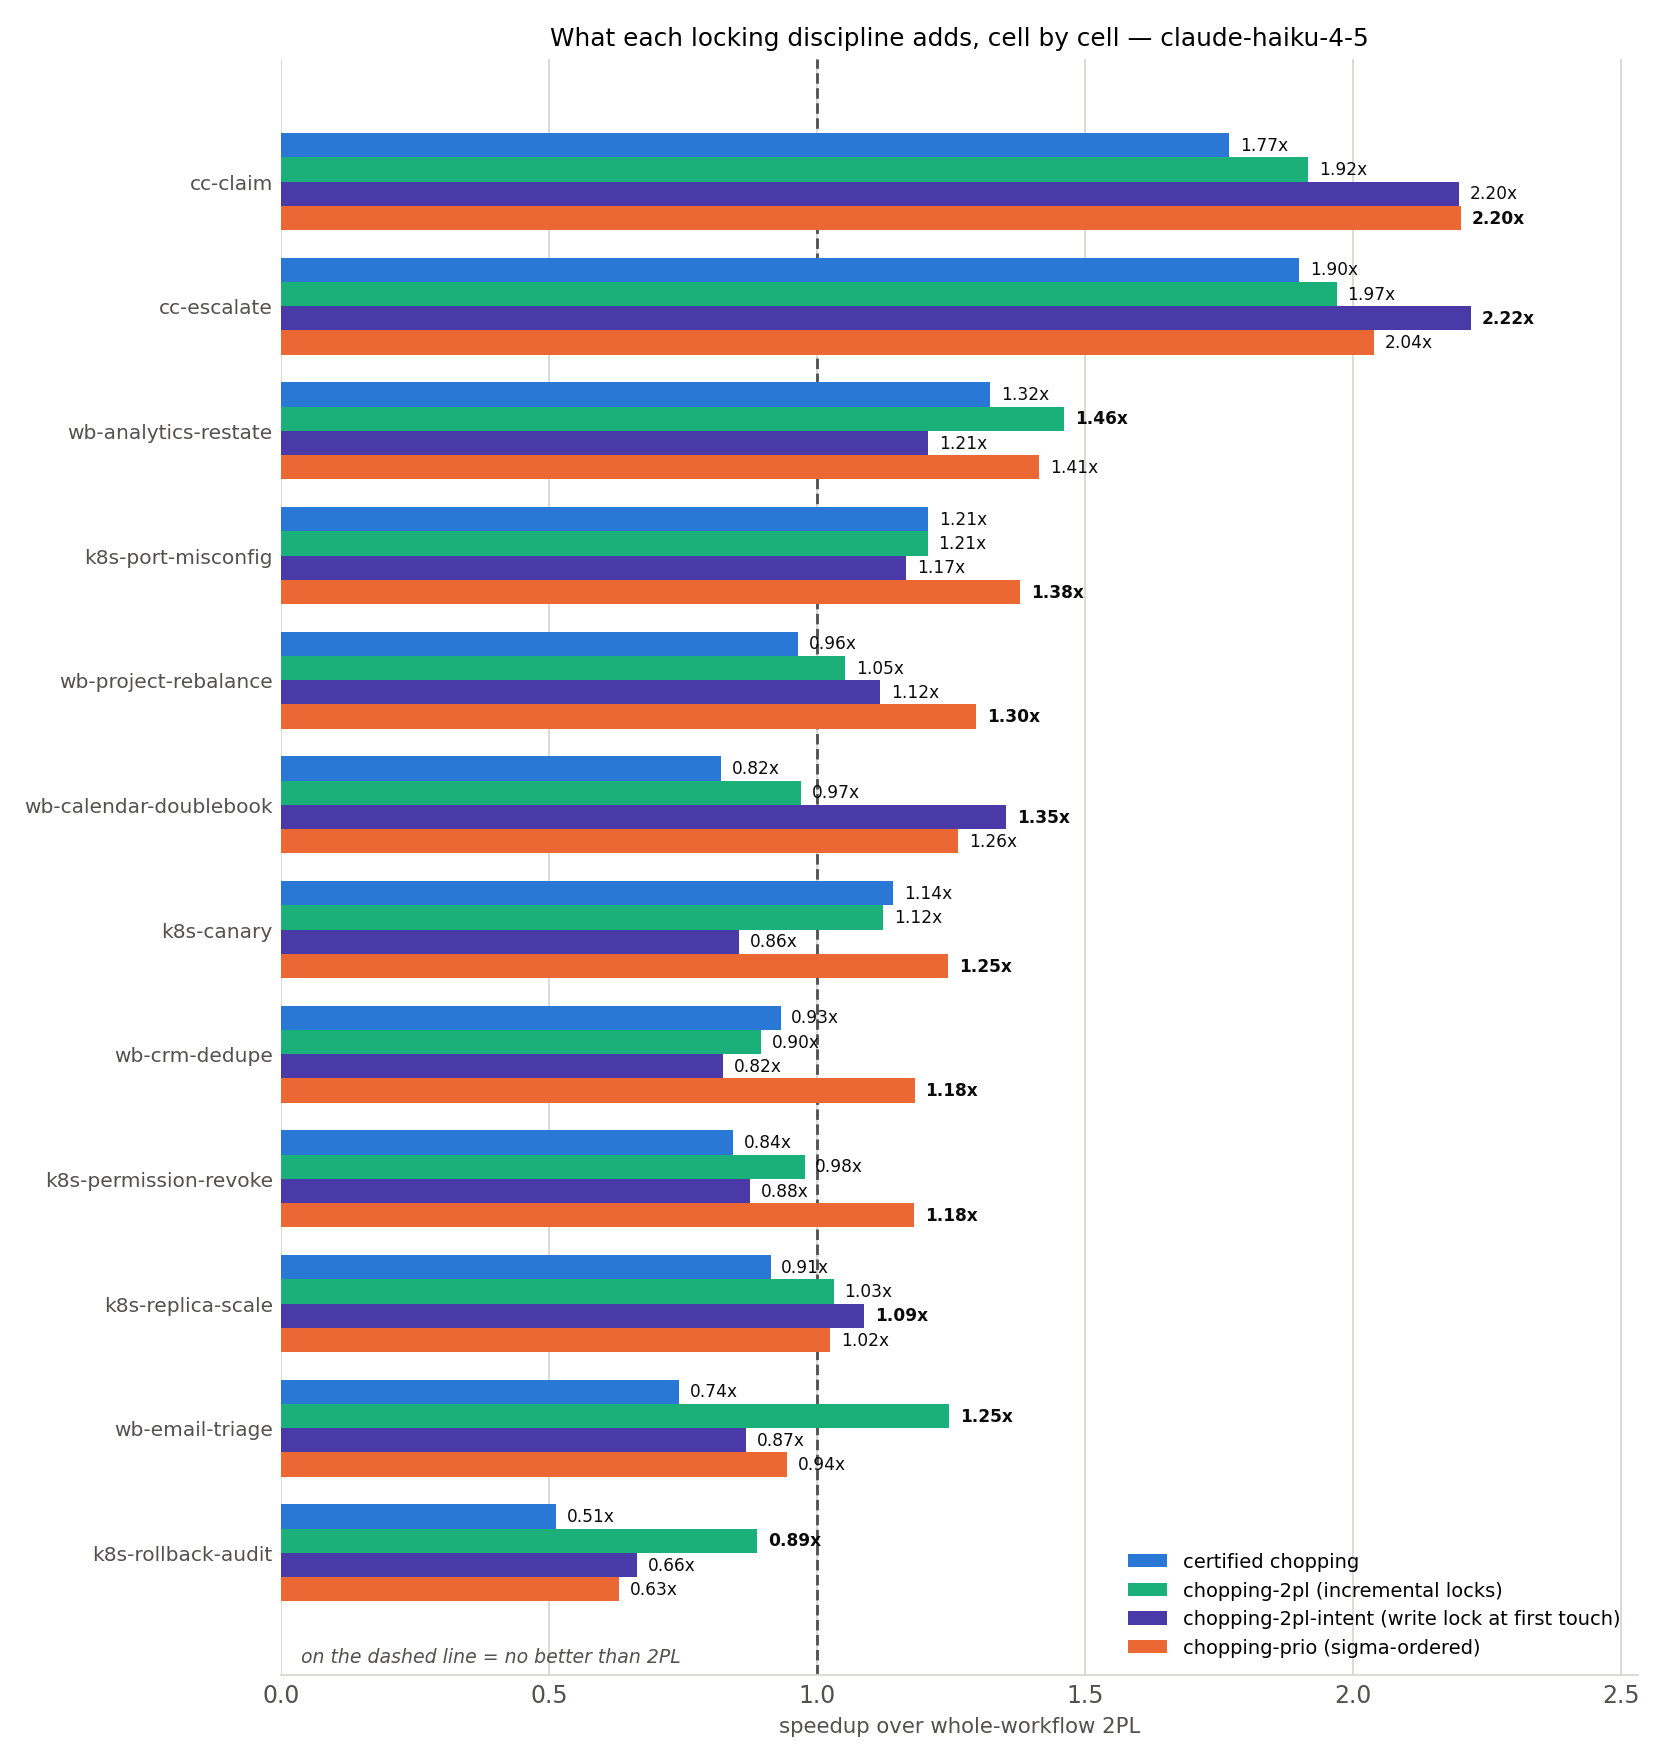 What each locking discipline adds, cell by cell — claude-haiku-4-5
cc-claim
1.77x
1.92x
2.20x
2.20x
cc-escalate
1.90x
1.97x
2.22x
2.04x
wb-analytics-restate
1.32x
1.46x
1.21x
1.41x
k8s-port-misconfig
1.21x
1.21x
1.17x
1.38x
wb-project-rebalance
0.96x
1.05x
1.12x
1.30x
wb-calendar-doublebook
0.82x
0.97x
1.35x
1.26x
k8s-canary
1.14x
1.12x
0.86x
1.25x
wb-crm-dedupe
0.93x
0.90x
0.82x
1.18x
k8s-permission-revoke
0.84x
0.98x
0.88x
1.18x
k8s-replica-scale
0.91x
1.03x
1.09x
1.02x
wb-email-triage
0.74x
1.25x
0.87x
0.94x
k8s-rollback-audit
0.51x
0.89x
0.66x
0.63x
certified chopping
chopping-2pl (incremental locks)
chopping-2pl-intent (write lock at first touch)
chopping-prio (sigma-ordered)
on the dashed line = no better than 2PL
0.0 0.5 1.0 1.5 2.0 2.5
speedup over whole-workflow 2PL